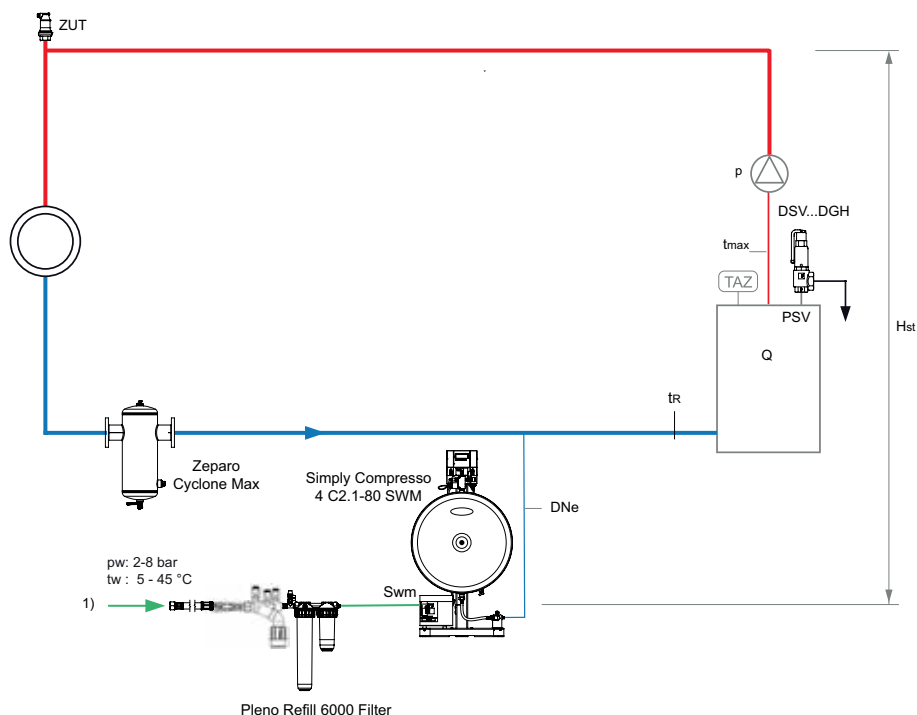 ZUT
p
DSV...DGH
tmax
TAZ
PSV
Hst
Q
tR
Zeparo
Cyclone Max
Simply Compresso
4 C2.1-80 SWM
DNe
pw: 2-8 bar
tw : 5 - 45 °C
Swm
1)
Pleno Refill 6000 Filter